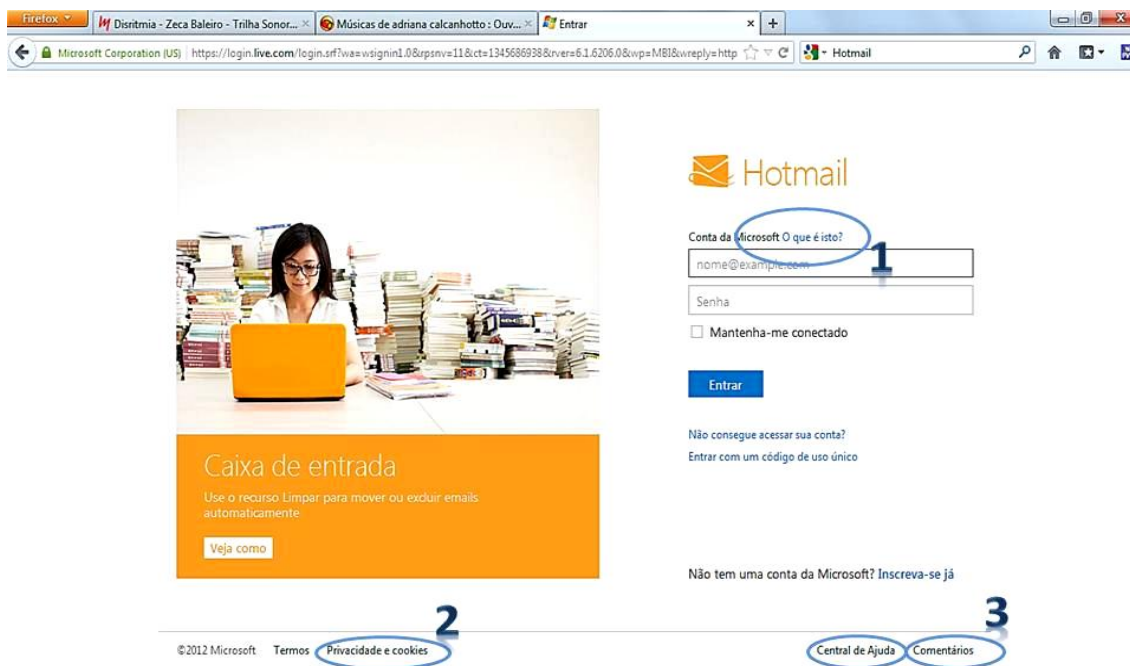 Firefox
Disritmia - Zeca Baleiro - Trilha Sonor...
Músicas de adriana calcanhotto : Ouv...
Entrar
Microsoft Corporation (US)
https://login.live.com/login.srf?wa=wsignin1.0&rpsnv=11&ct=1345686938&rver=6.1.6206.0&wp=MBI&wreply=http
Hotmail
Hotmail
Conta da Microsoft O que é isto?
1
nome@example.com
Senha
Mantenha-me conectado
Entrar
Não consegue acessar sua conta?
Entrar com um código de uso único
Caixa de entrada
Use o recurso Limpar para mover ou excluir emails
automaticamente
Veja como
Não tem uma conta da Microsoft? Inscreva-se já
2
3
©2012 Microsoft Termos Privacidade e cookies Central de Ajuda Comentários